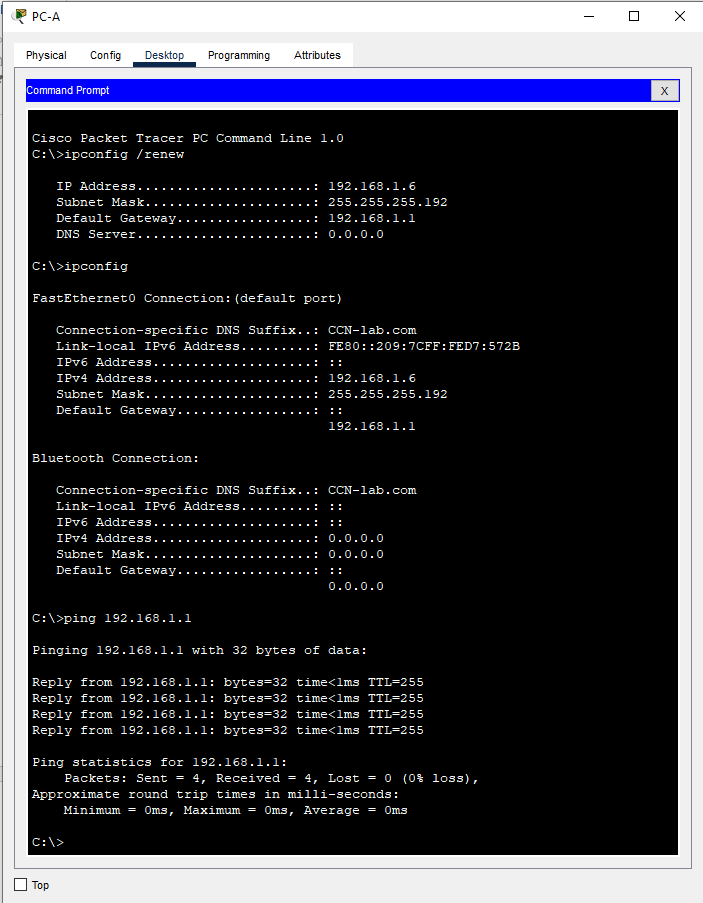 PC-A
Physical Config Desktop Programming Attributes
Command Prompt X
Cisco Packet Tracer PC Command Line 1.0
C:\>ipconfig /renew
IP Address......................: 192.168.1.6
Subnet Mask.....................: 255.255.255.192
Default Gateway.................: 192.168.1.1
DNS Server......................: 0.0.0.0
C:\>ipconfig
FastEthernet0 Connection:(default port)
Connection-specific DNS Suffix..: CCN-lab.com
Link-local IPv6 Address.........: FE80::209:7CFF:FED7:572B
IPv6 Address....................: ::
IPv4 Address....................: 192.168.1.6
Subnet Mask.....................: 255.255.255.192
Default Gateway.................: ::
192.168.1.1
Bluetooth Connection:
Connection-specific DNS Suffix..: CCN-lab.com
Link-local IPv6 Address.........: ::
IPv6 Address....................: ::
IPv4 Address....................: 0.0.0.0
Subnet Mask.....................: 0.0.0.0
Default Gateway.................: ::
0.0.0.0
C:\>ping 192.168.1.1
Pinging 192.168.1.1 with 32 bytes of data:
Reply from 192.168.1.1: bytes=32 time<1ms TTL=255
Reply from 192.168.1.1: bytes=32 time<1ms TTL=255
Reply from 192.168.1.1: bytes=32 time<1ms TTL=255
Reply from 192.168.1.1: bytes=32 time<1ms TTL=255
Ping statistics for 192.168.1.1:
Packets: Sent = 4, Received = 4, Lost = 0 (0% loss),
Approximate round trip times in milli-seconds:
Minimum = 0ms, Maximum = 0ms, Average = 0ms
C:\>
Top